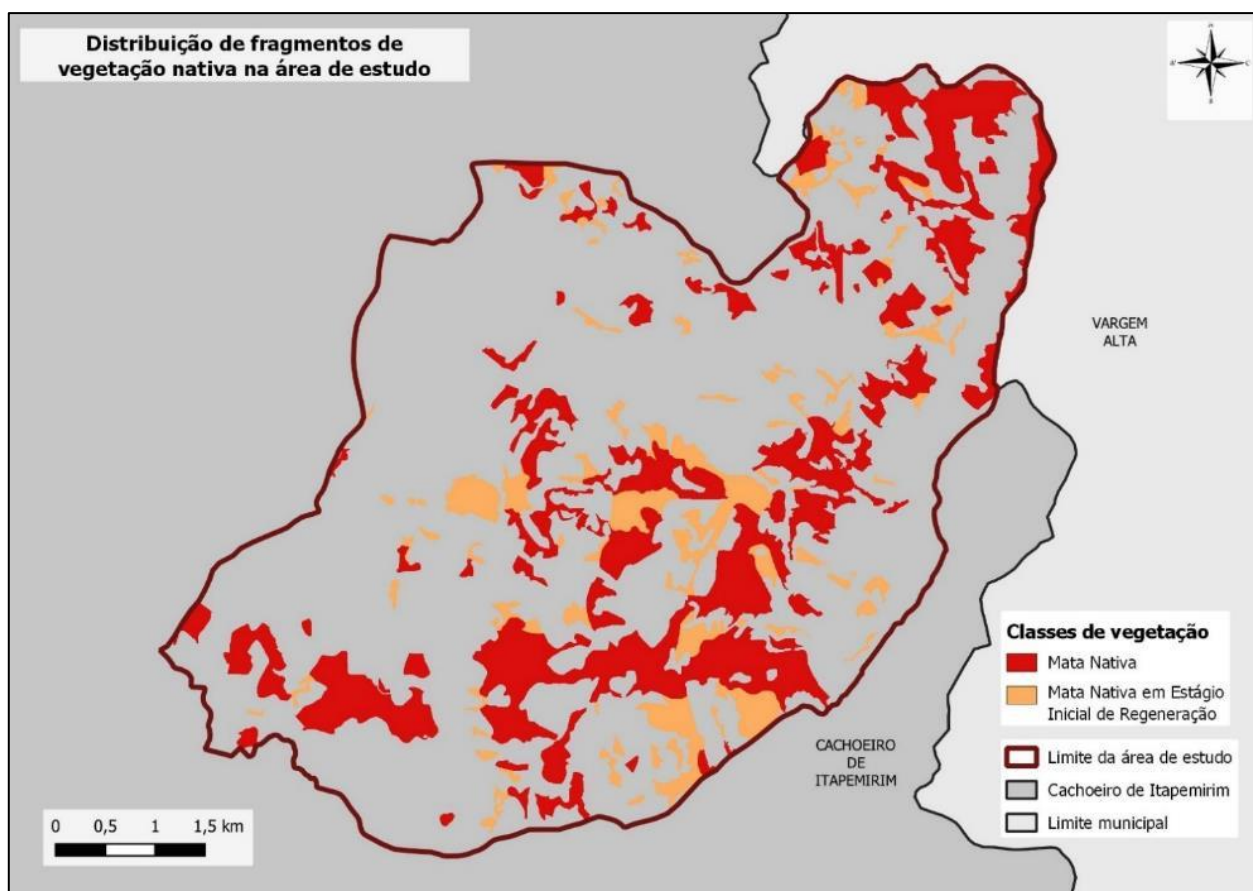 Distribuição de fragmentos de
vegetação nativa na área de estudo
VARGEM
ALTA
Classes de vegetação
Mata Nativa
Mata Nativa em Estágio
Inicial de Regeneração
CACHOEIRO
DE
ITAPEMIRIM
Limite da área de estudo
Cachoeiro de Itapemirim
Limite municipal
0 0,5 1 1,5 km